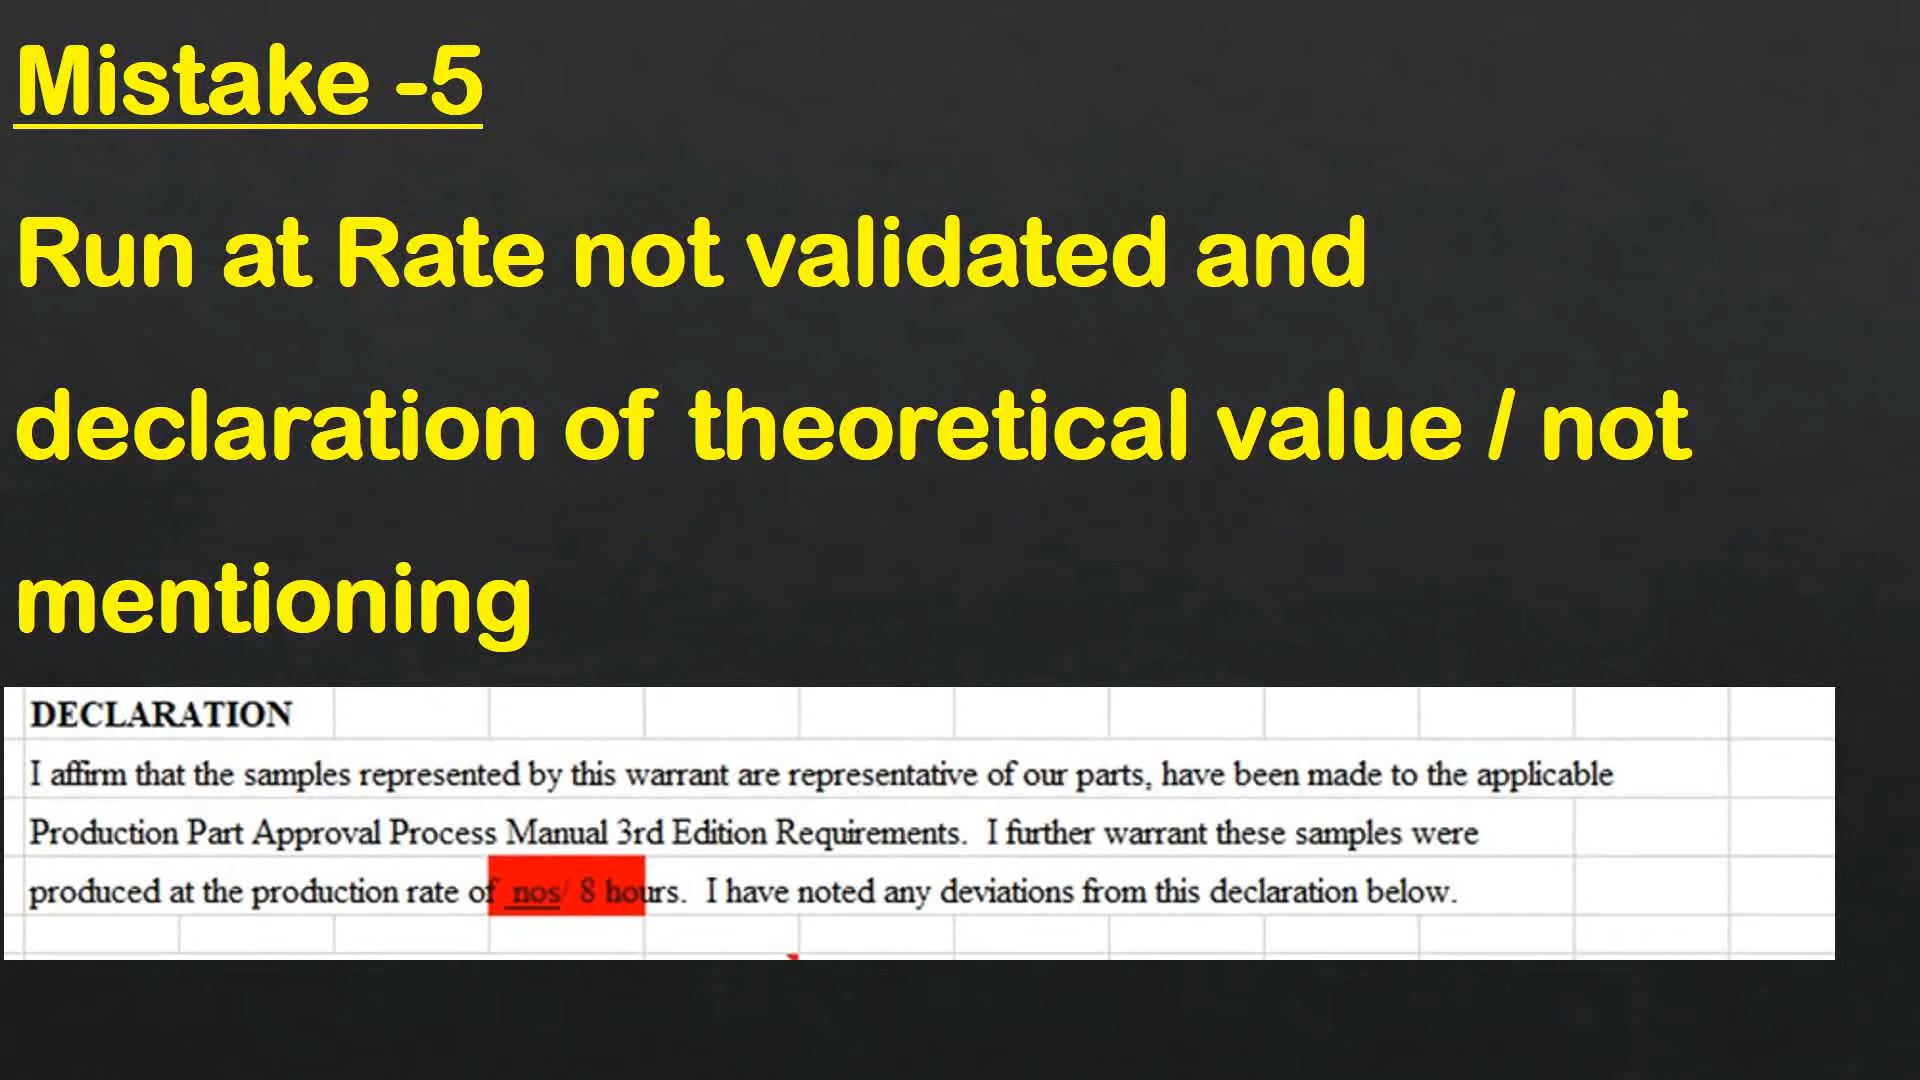 Mistake -5
Run at Rate not validated and
declaration of theoretical value / not
mentioning
DECLARATION
I affirm that the samples represented by this warrant are representative of our parts, have been made to the applicable
Production Part Approval Process Manual 3rd Edition Requirements. I further warrant these samples were
produced at the production rate of nos/ 8 hours. I have noted any deviations from this declaration below.